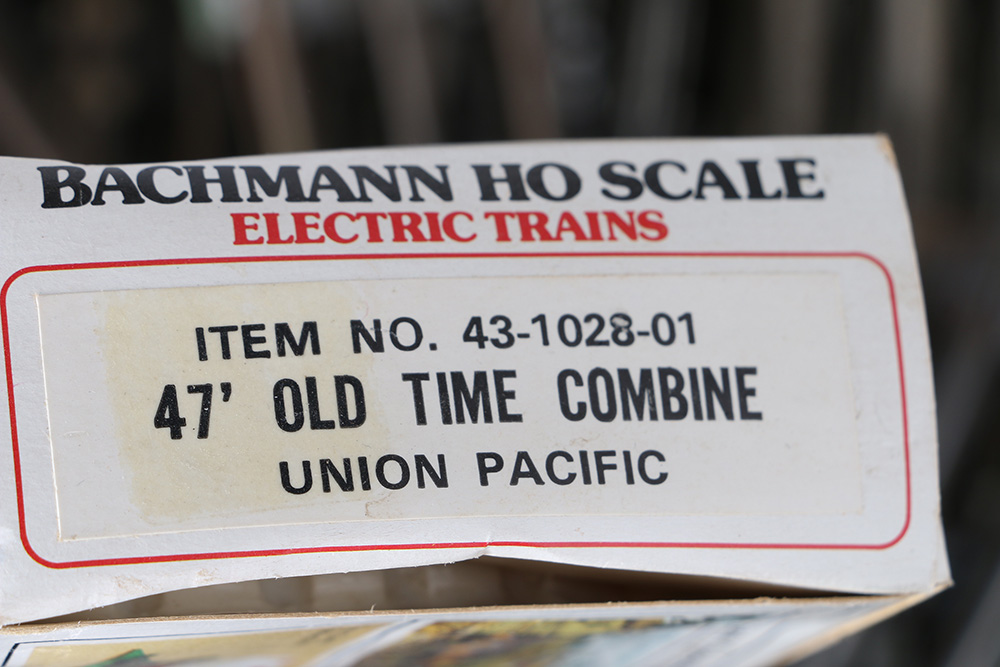 BACHMANN HO SCALE
ELECTRIC TRAINS
ITEM NO. 43-1028-01
47' OLD TIME COMBINE
UNION PACIFIC